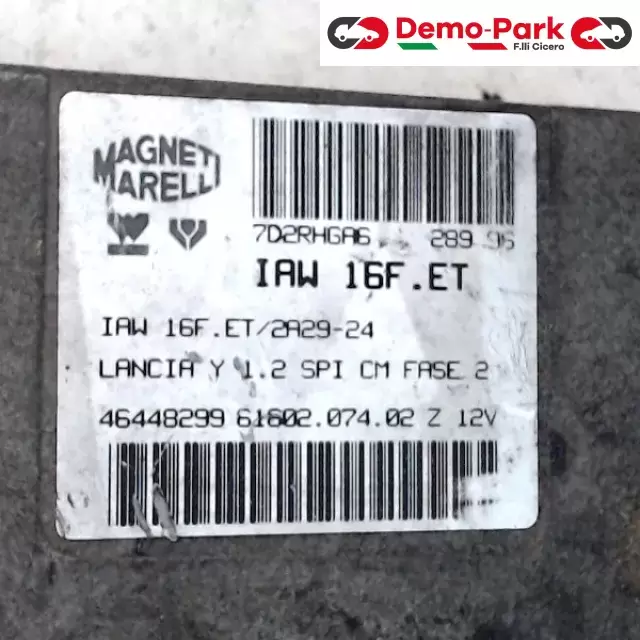 Demo-Park
F.lli Cicero
MAGNETI
MARELLI
7D2RHGA6 289 96
IAW 16F.ET
IAW 16F.ET/2A29-24
LANCIA Y 1.2 SPI CM FASE 2
46448299 61602.074.02 Z 12V